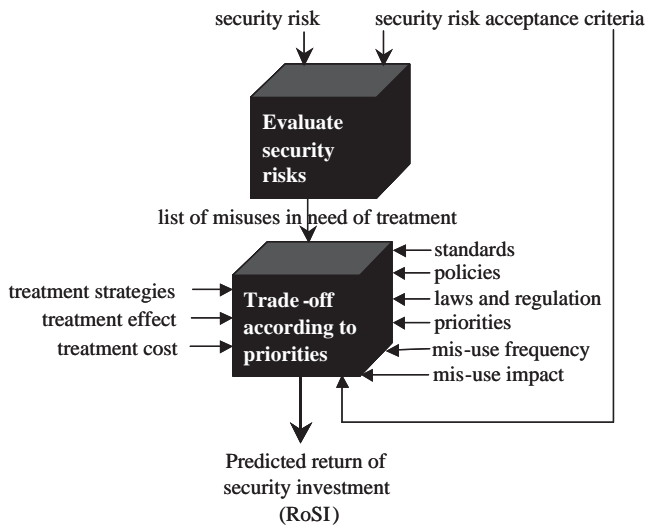 security risk
security risk acceptance criteria
Evaluate
security
risks
list of misuses in need of treatment
treatment strategies
treatment effect
treatment cost
Trade-off
according to
priorities
standards
policies
laws and regulation
priorities
mis-use frequency
mis-use impact
Predicted return of
security investment
(RoSI)